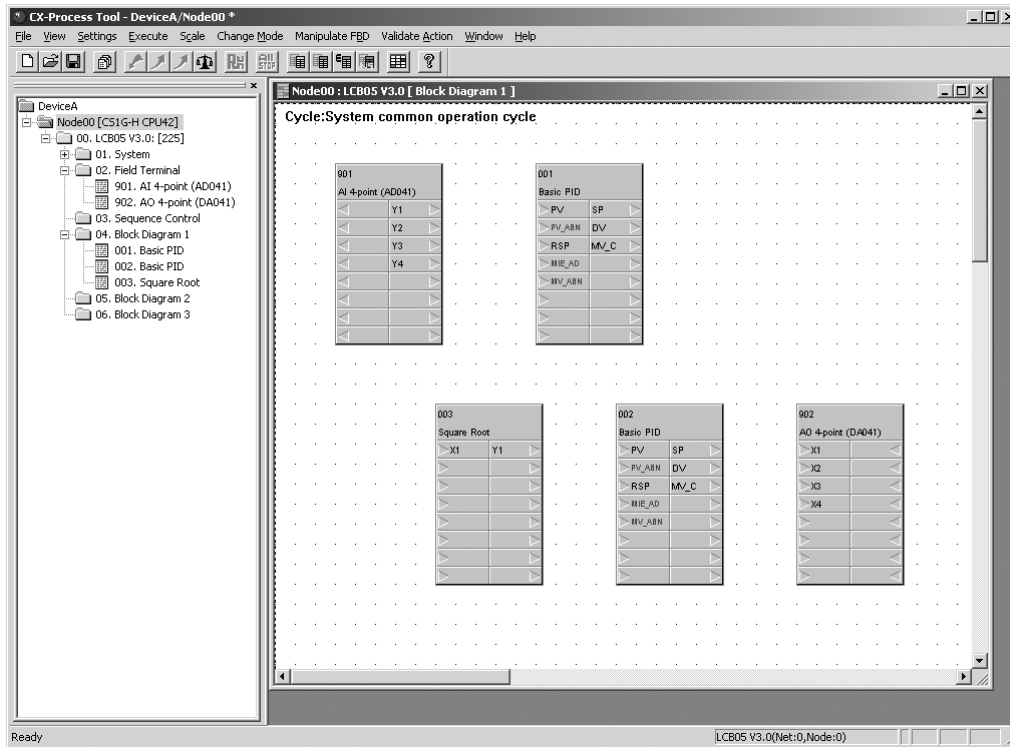 CX-Process Tool - DeviceA/Node00 *
File View Settings Execute Scale Change Mode Manipulate FBD Validate Action Window Help
DeviceA
Node00 [CS1G-H CPU42]
00. LCB05 V3.0: [225]
01. System
02. Field Terminal
901. AI 4-point (AD041)
902. AO 4-point (DA041)
03. Sequence Control
04. Block Diagram 1
001. Basic PID
002. Basic PID
003. Square Root
05. Block Diagram 2
06. Block Diagram 3
Node00 : LCB05 V3.0 [ Block Diagram 1 ]
Cycle:System common operation cycle
901
AI 4-point (AD041)
Y1
Y2
Y3
Y4
001
Basic PID
PV SP
PV_ABN DV
RSP MV_C
MIE_AD
MV_ABN
003
Square Root
X1 Y1
002
Basic PID
PV SP
PV_ABN DV
RSP MV_C
MIE_AD
MV_ABN
902
AO 4-point (DA041)
X1
X2
X3
X4
Ready
LCB05 V3.0(Net:0,Node:0)